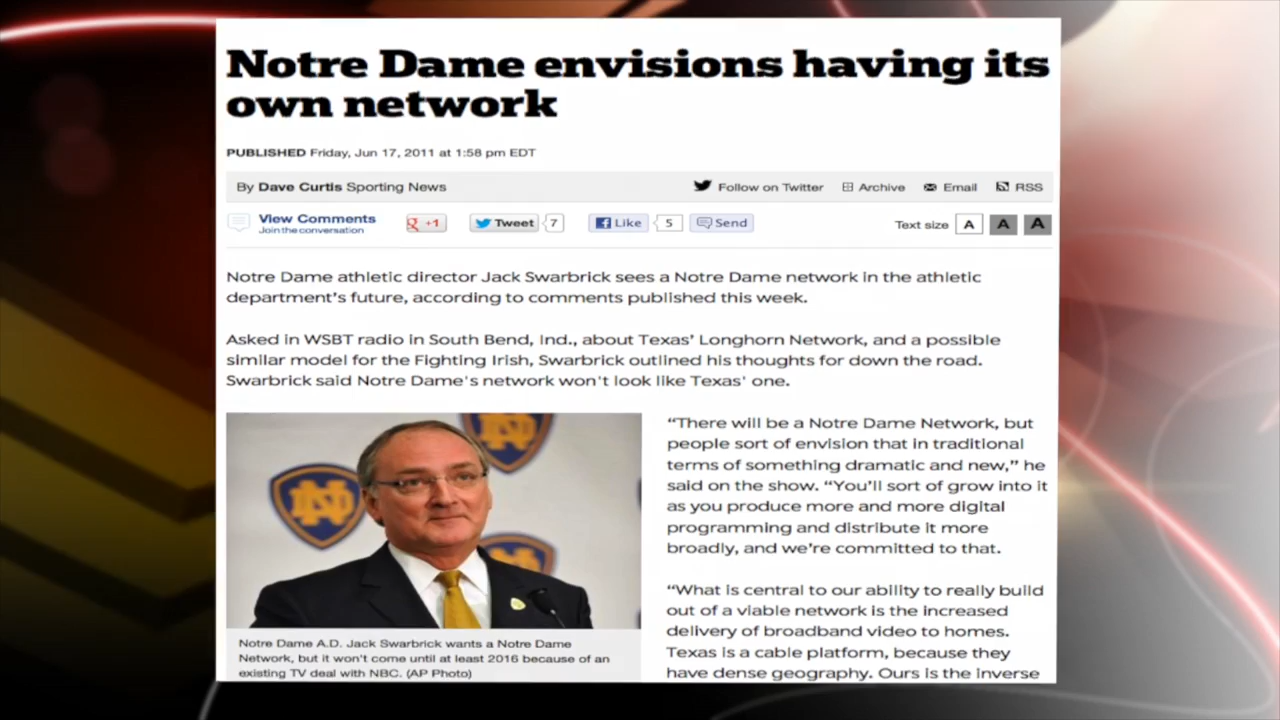 Notre Dame envisions having its
own network
PUBLISHED Friday, Jun 17, 2011 at 1:58 pm EDT
By Dave Curtis Sporting News
Follow on Twitter Archive Email RSS
View Comments
Join the conversation
+1 Tweet 7 Like 5 Send
Text size A A A
Notre Dame athletic director Jack Swarbrick sees a Notre Dame network in the athletic
department's future, according to comments published this week.
Asked in WSBT radio in South Bend, Ind., about Texas' Longhorn Network, and a possible
similar model for the Fighting Irish, Swarbrick outlined his thoughts for down the road.
Swarbrick said Notre Dame's network won't look like Texas' one.
ND
Notre Dame A.D. Jack Swarbrick wants a Notre Dame
Network, but it won't come until at least 2016 because of an
existing TV deal with NBC. (AP Photo)
“There will be a Notre Dame Network, but
people sort of envision that in traditional
terms of something dramatic and new,” he
said on the show. “You’ll sort of grow into it
as you produce more and more digital
programming and distribute it more
broadly, and we’re committed to that.
“What is central to our ability to really build
out of a viable network is the increased
delivery of broadband video to homes.
Texas is a cable platform, because they
have dense geography. Ours is the inverse